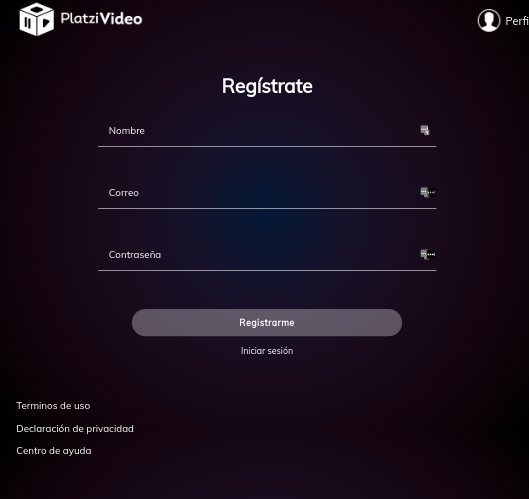 PlatziVideo
Perfi
Regístrate
Nombre
Correo
Contraseña
Registrarme
Iniciar sesión
Terminos de uso
Declaración de privacidad
Centro de ayuda